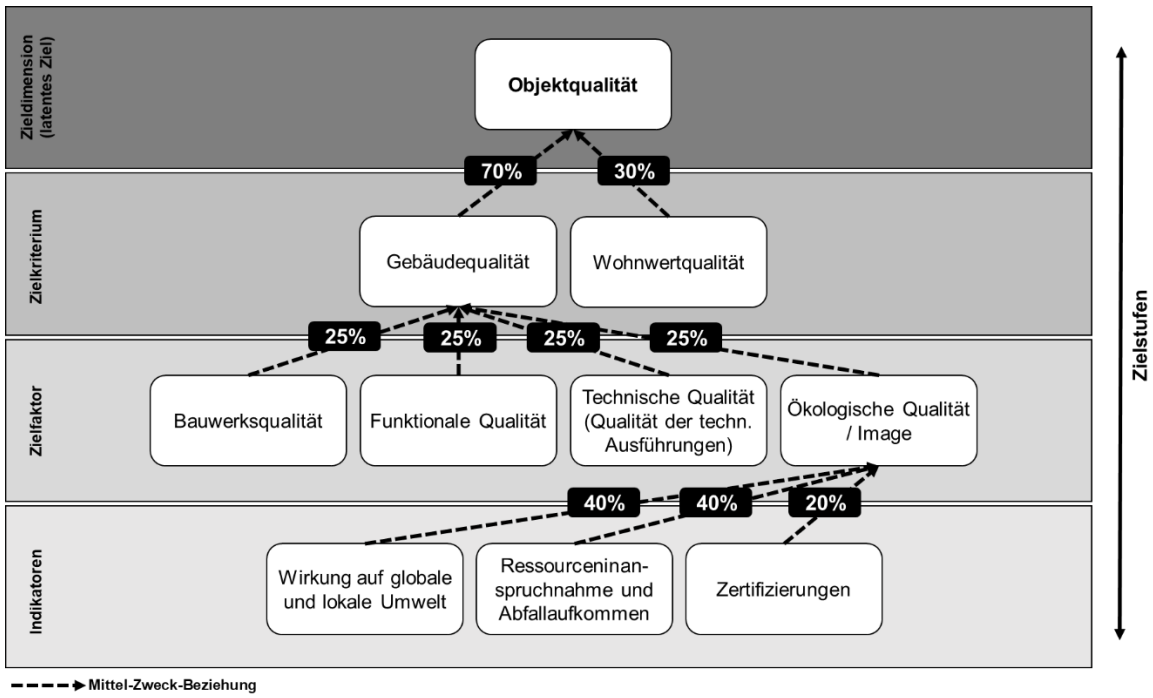 Zieldimension
(latentes Ziel)
Objektqualität
70%
30%
Zielkriterium
Gebäudequalität
Wohnwertqualität
25%
25%
25%
25%
Zielfaktor
Bauwerksqualität
Funktionale Qualität
Technische Qualität
(Qualität der techn.
Ausführungen)
Ökologische Qualität
/ Image
40%
40%
20%
Indikatoren
Wirkung auf globale
und lokale Umwelt
Ressourceninan-
spruchnahme und
Abfallaufkommen
Zertifizierungen
Zielstufen
Mittel-Zweck-Beziehung